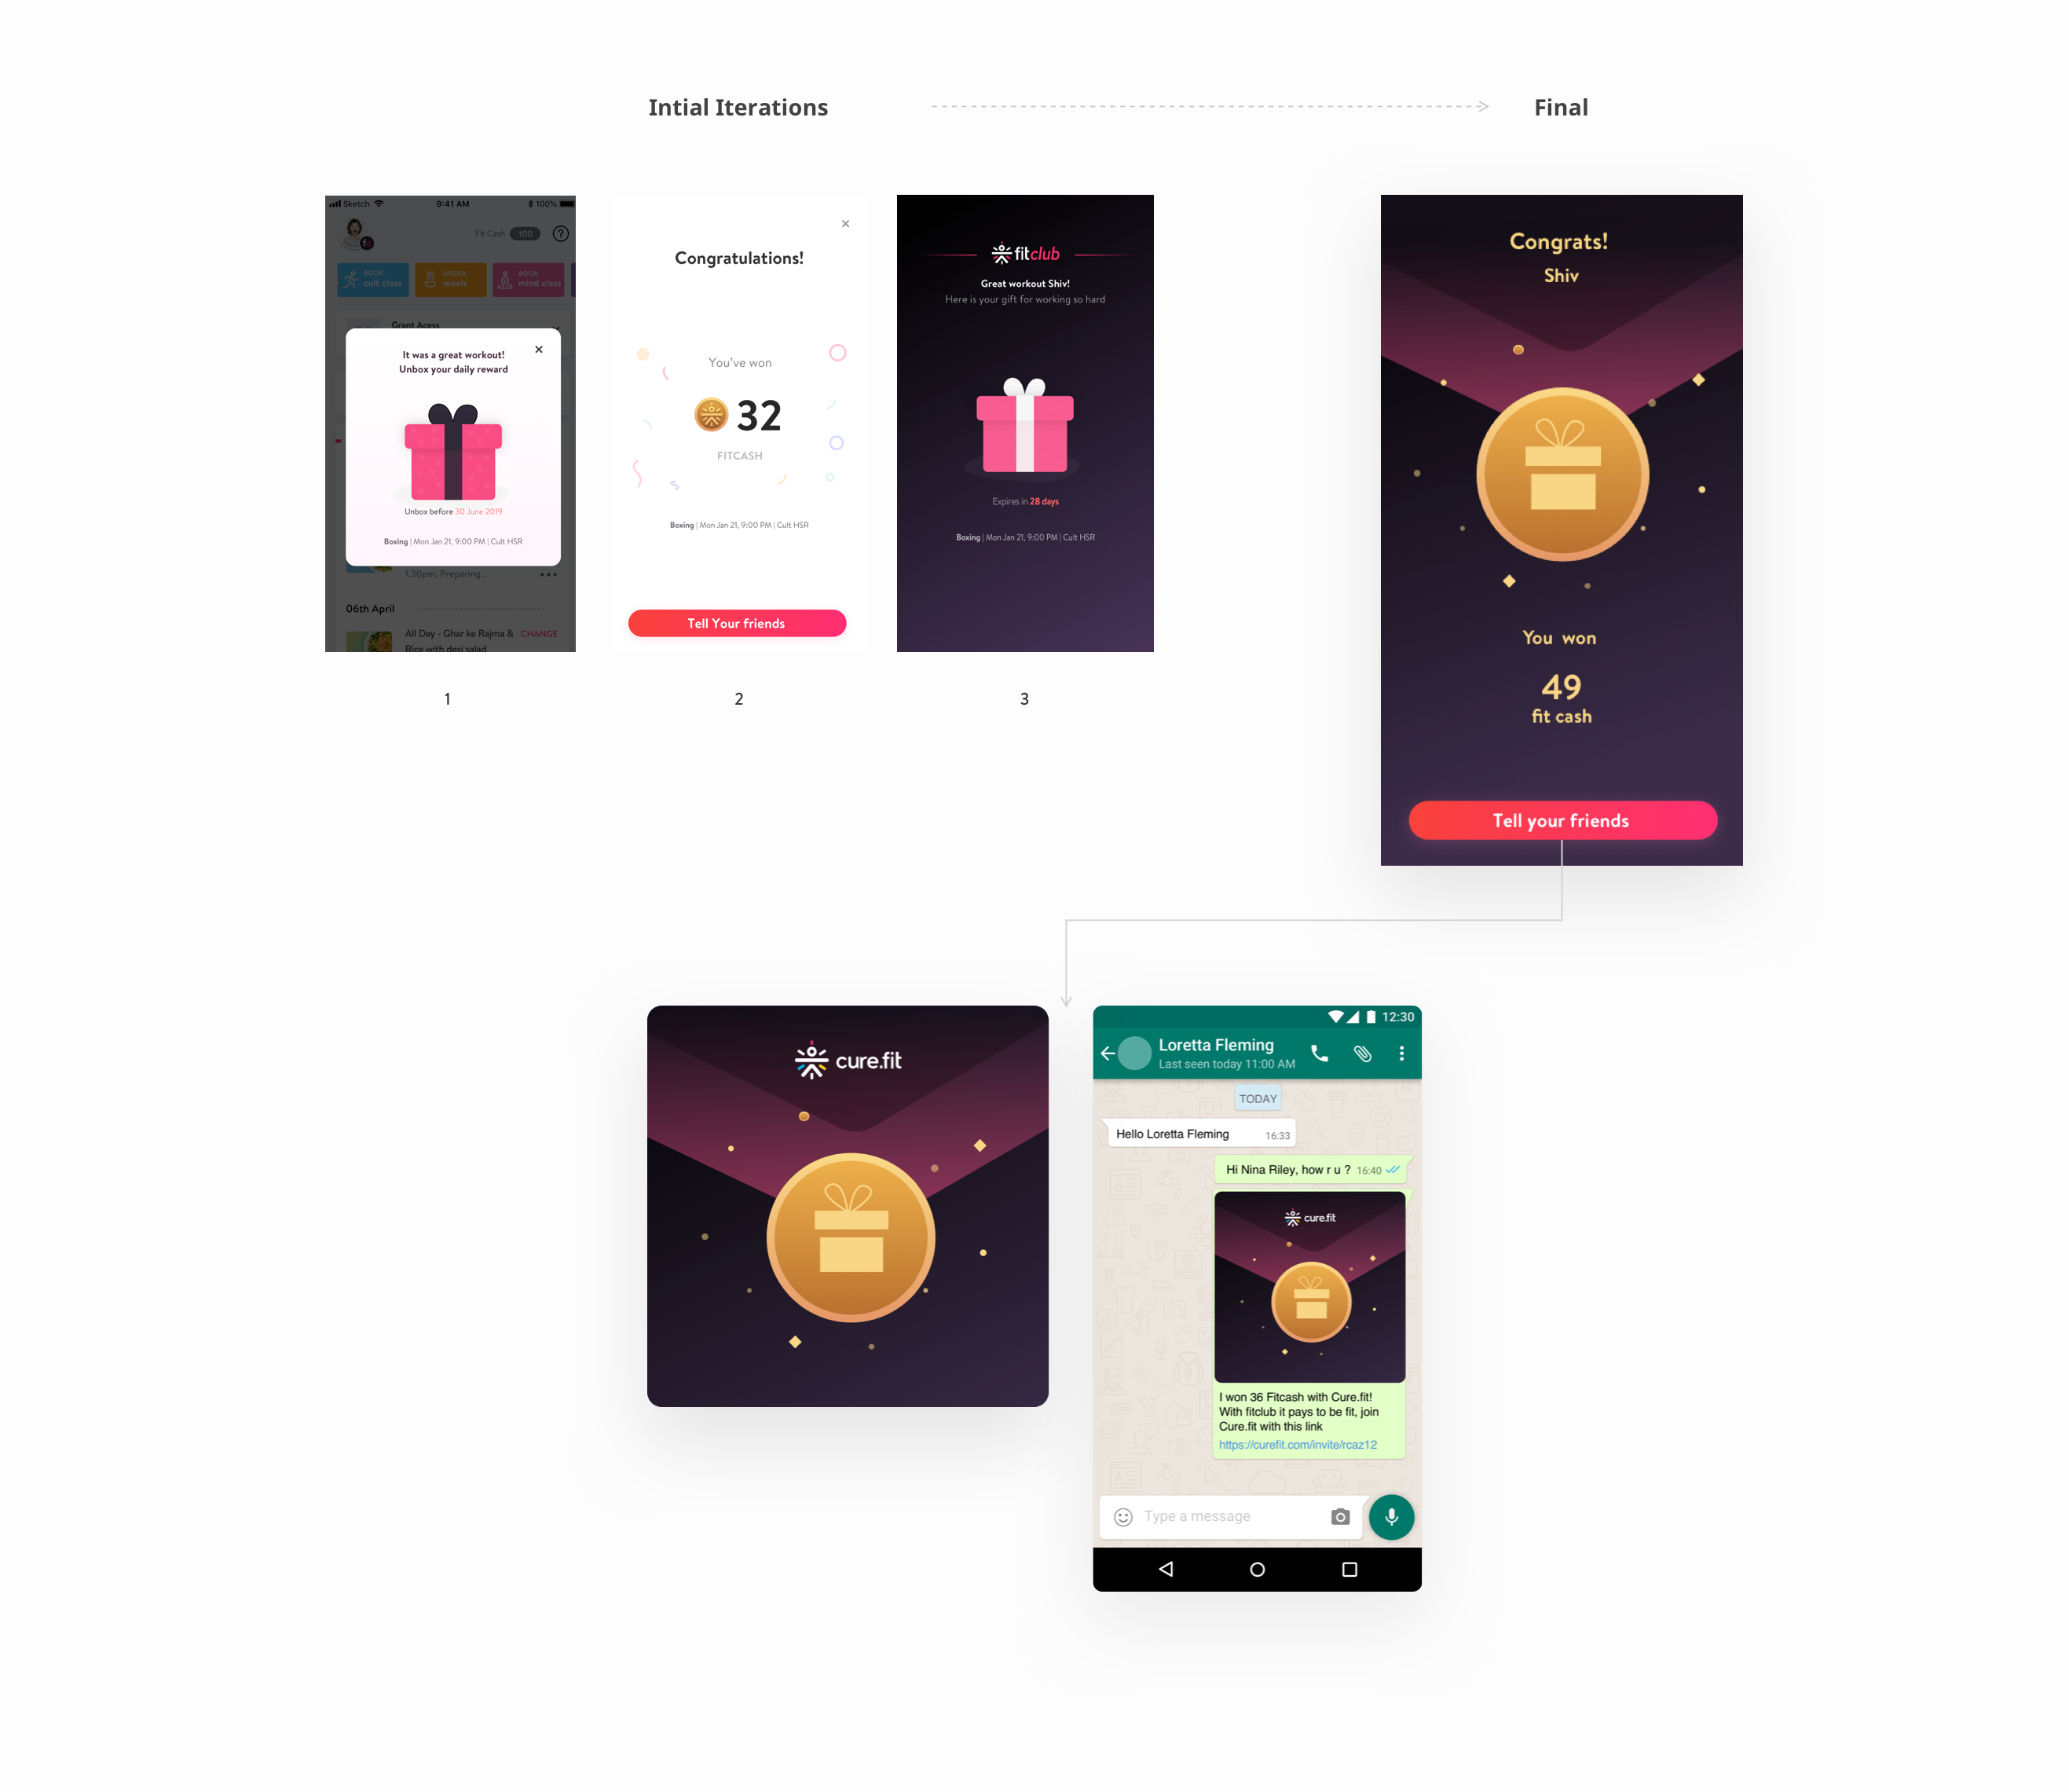 Intial Iterations
Final
Sketch
9:41 AM
100%
Fit Cash 100
?
BOOK
cult class
ORDER
meals
BOOK
mind class
Grant Acess
It was a great workout!
Unbox your daily reward
Unbox before 30 June 2019
Boxing | Mon Jan 21, 9:00 PM | Cult HSR
1.30pm, Preparing...
06th April
All Day - Ghar ke Rajma & CHANGE
Rice with desi salad
1
Congratulations!
You've won
32
FITCASH
Boxing | Mon Jan 21, 9:00 PM | Cult HSR
Tell Your friends
2
fitclub
Great workout Shiv!
Here is your gift for working so hard
Expires in 28 days
Boxing | Mon Jan 21, 9:00 PM | Cult HSR
3
Congrats!
Shiv
You won
49
fit cash
Tell your friends
cure.fit
12:30
Loretta Fleming
Last seen today 11:00 AM
TODAY
Hello Loretta Fleming 16:33
Hi Nina Riley, how r u ? 16:40
cure.fit
I won 36 Fitcash with Cure.fit!
With fitclub it pays to be fit, join
Cure.fit with this link
https://curefit.com/invite/rcaz12
Type a message